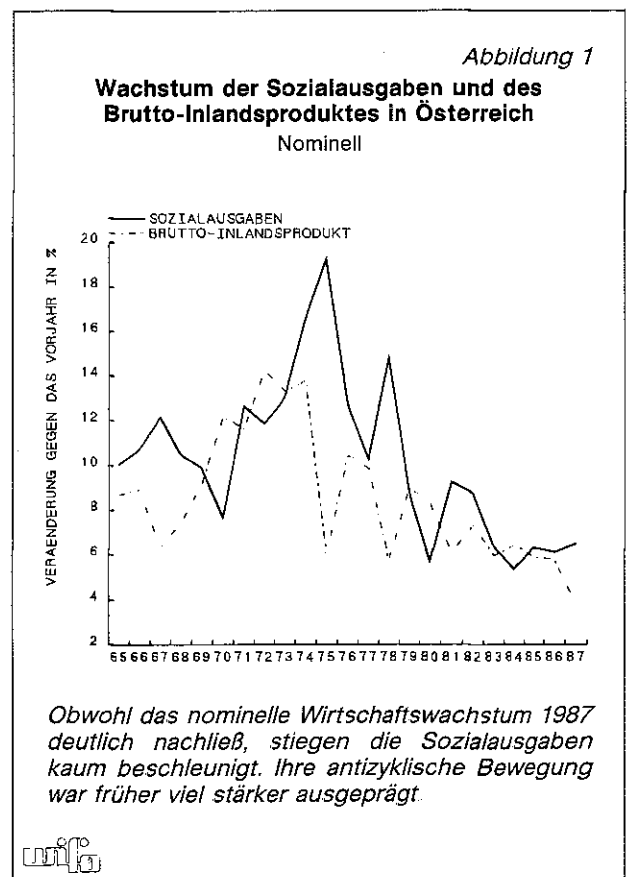 Abbildung 1
Wachstum der Sozialausgaben und des
Brutto-Inlandsproduktes in Österreich
Nominell
SOZIALAUSGABEN
BRUTTO-INLANDSPRODUKT
VERAENDERUNG GEGEN DAS VORJAHR IN %
20
18
16
14
12
10
8
6
4
2
65 66 67 68 69 70 71 72 73 74 75 76 77 78 79 80 81 82 83 84 85 86 87
Obwohl das nominelle Wirtschaftswachstum 1987
deutlich nachließ, stiegen die Sozialausgaben
kaum beschleunigt. Ihre antizyklische Bewegung
war früher viel stärker ausgeprägt
wifo